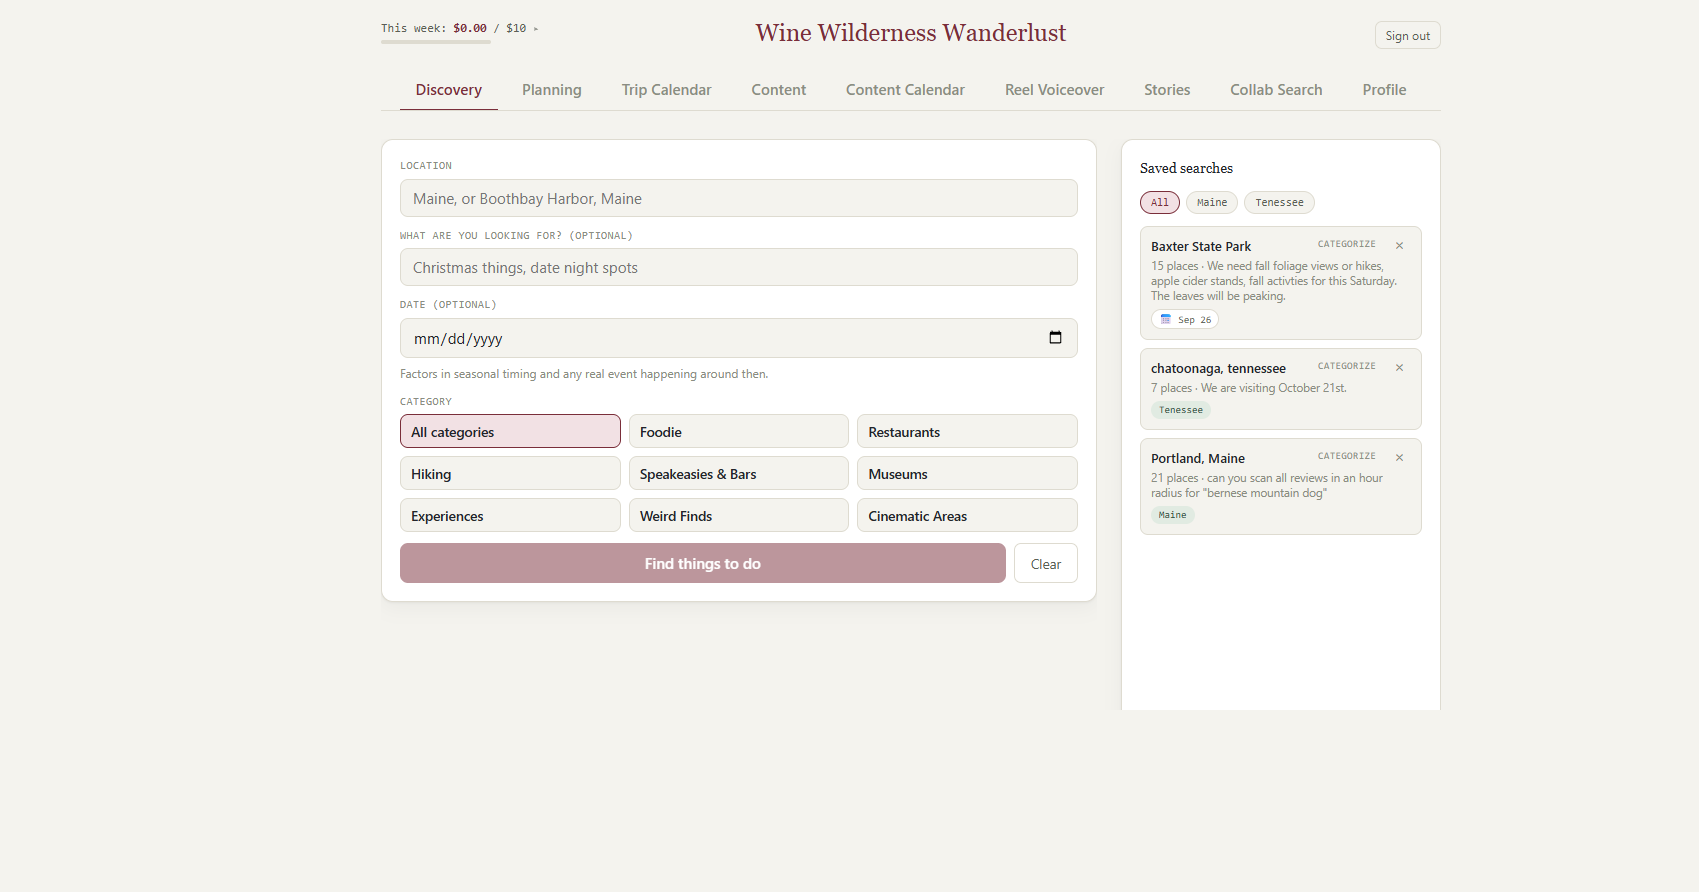 This week: $0.00 / $10 ▸
Wine Wilderness Wanderlust
Sign out
Discovery
Planning
Trip Calendar
Content
Content Calendar
Reel Voiceover
Stories
Collab Search
Profile
LOCATION
Maine, or Boothbay Harbor, Maine
WHAT ARE YOU LOOKING FOR? (OPTIONAL)
Christmas things, date night spots
DATE (OPTIONAL)
mm/dd/yyyy
Factors in seasonal timing and any real event happening around then.
CATEGORY
All categories
Foodie
Restaurants
Hiking
Speakeasies & Bars
Museums
Experiences
Weird Finds
Cinematic Areas
Find things to do
Clear
Saved searches
All
Maine
Tenessee
Baxter State Park
CATEGORIZE
×
15 places · We need fall foliage views or hikes,
apple cider stands, fall activties for this Saturday.
The leaves will be peaking.
Sep 26
chatoonaga, tennessee
CATEGORIZE
×
7 places · We are visiting October 21st.
Tenessee
Portland, Maine
CATEGORIZE
×
21 places · can you scan all reviews in an hour
radius for "bernese mountain dog"
Maine